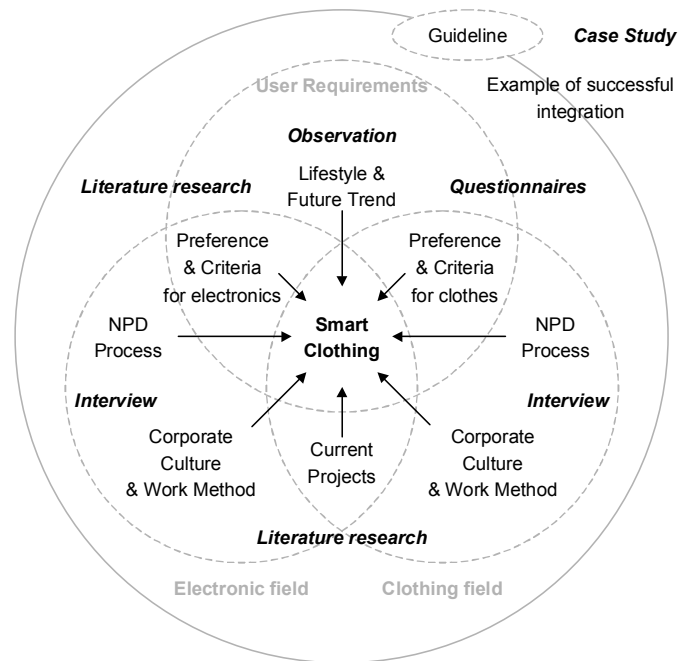 Guideline
Case Study
User Requirements
Example of successful
integration
Observation
Literature research
Lifestyle &
Future Trend
Questionnaires
Preference
& Criteria
for electronics
Preference
& Criteria
for clothes
NPD
Process
Smart
Clothing
NPD
Process
Interview
Interview
Corporate
Culture
& Work Method
Current
Projects
Corporate
Culture
& Work Method
Literature research
Electronic field
Clothing field